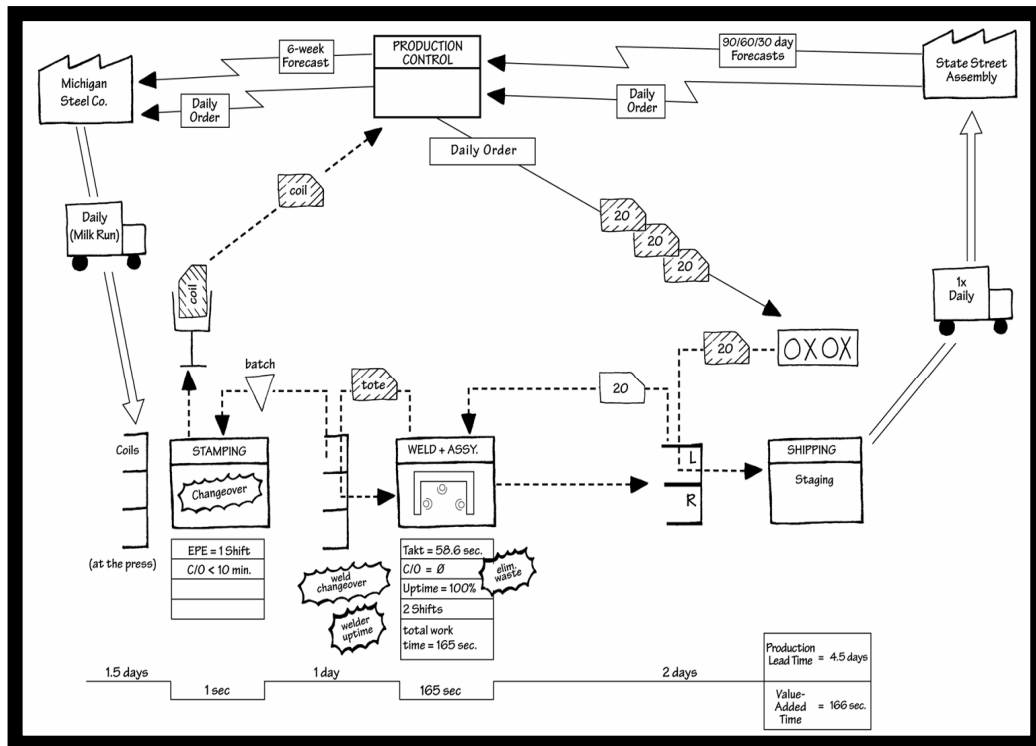 6-week
Forecast
PRODUCTION
CONTROL
90/60/30 day
Forecasts
Michigan
Steel Co.
State Street
Assembly
Daily
Order
Daily
Order
Daily Order
coil
20
20
20
Daily
(Milk Run)
coil
1x
Daily
20
OXOX
batch
tote
20
Coils
STAMPING
WELD + ASSY.
L
R
SHIPPING
Changeover
Staging
(at the press)
EPE = 1 Shift
C/O < 10 min.
weld
changeover
welder
uptime
Takt = 58.6 sec.
C/O = Ø
Uptime = 100%
2 Shifts
total work
time = 165 sec.
elim.
waste
1.5 days
1 sec
1 day
165 sec
2 days
Production
Lead Time = 4.5 days
Value-
Added = 166 sec.
Time